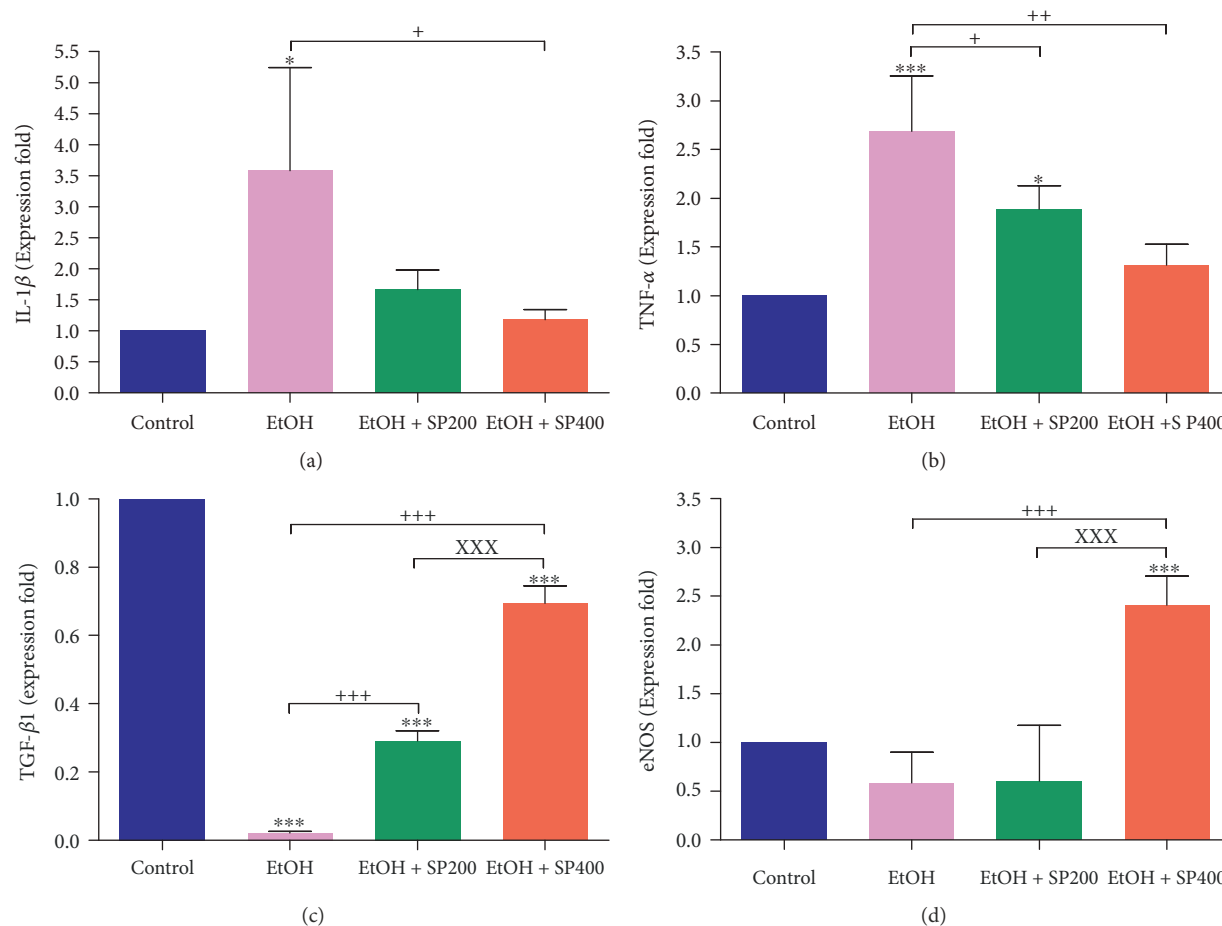 +
5.5
5.0
4.5
4.0
3.5
3.0
2.5
2.0
1.5
1.0
0.5
0.0
IL-1β (Expression fold)
*
Control
EtOH
EtOH + SP200
EtOH + SP400
(a)
++
+
3.5
3.0
2.5
2.0
1.5
1.0
0.5
0.0
TNF-α (Expression fold)
***
*
Control
EtOH
EtOH + SP200
EtOH +S P400
(b)
1.0
0.8
0.6
0.4
0.2
0.0
TGF-β1 (expression fold)
+++
XXX
***
+++
***
***
Control
EtOH
EtOH + SP200
EtOH + SP400
(c)
3.5
3.0
2.5
2.0
1.5
1.0
0.5
0.0
eNOS (Expression fold)
+++
XXX
***
Control
EtOH
EtOH + SP200
EtOH + SP400
(d)